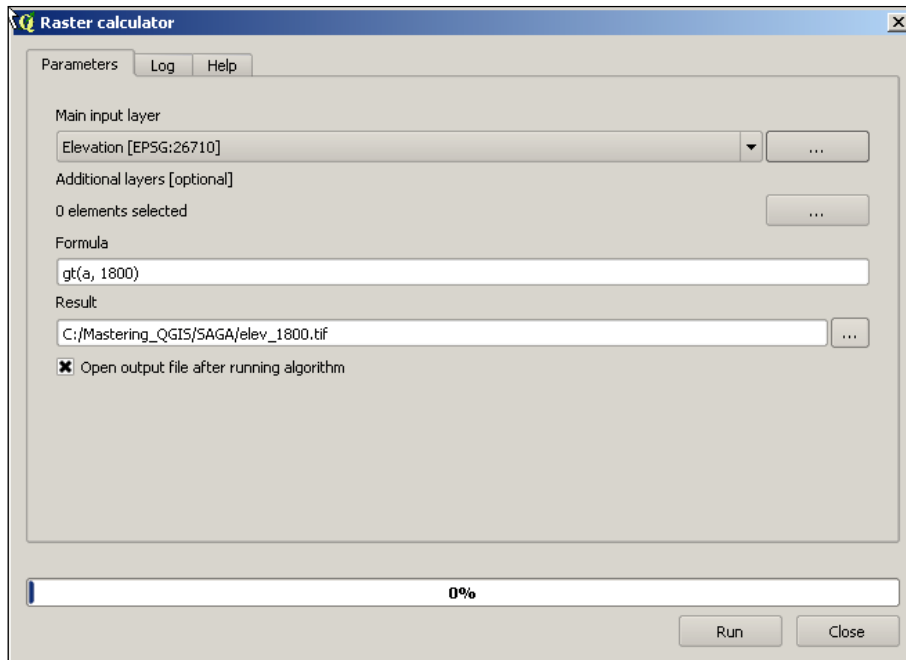 Raster calculator
Parameters Log Help
Main input layer
Elevation [EPSG:26710]
...
Additional layers [optional]
0 elements selected
...
Formula
gt(a, 1800)
Result
C:/Mastering_QGIS/SAGA/elev_1800.tif
...
Open output file after running algorithm
0%
Run Close